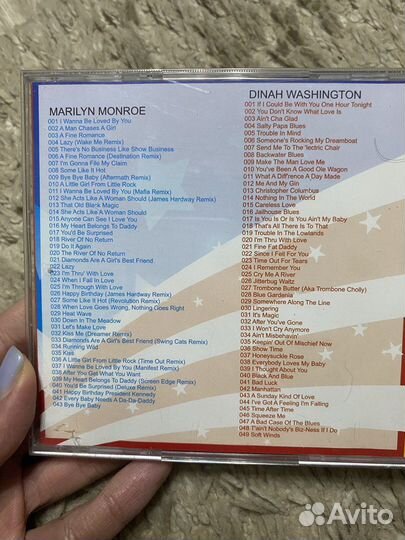 MARILYN MONROE
001 I Wanna Be Loved By You
002 A Man Chases A Girl
003 A Fine Romance
004 Lazy (Wake Me Remix)
005 There's No Business Like Show Business
006 A Fine Romance (Destination Remix)
007 I'm Gonna File My Claim
008 Some Like It Hot
009 Bye Bye Baby (Aftermath Remix)
010 A Little Girl From Little Rock
011 I Wanna Be Loved By You (Mafia Remix)
012 She Acts Like A Woman Should (James Hardway Remix)
013 That Old Black Magic
014 She Acts Like A Woman Should
015 Anyone Can See I Love You
016 My Heart Belongs To Daddy
017 You'd Be Surprised
018 River Of No Return
019 Do It Again
020 The River Of No Return
021 Diamonds Are A Girl's Best Friend
022 Lazy
023 I'm Thru' With Love
024 When I Fall In Love
025 I'm Through With Love
026 Happy Birthday (James Hardway Remix)
027 Some Like It Hot (Revolution Remix)
028 When Love Goes Wrong, Nothing Goes Right
029 Heat Wave
030 Down In The Meadow
031 Let's Make Love
032 Kiss Me (Dreamer Remix)
033 Diamonds Are A Girl's Best Friend (Swing Cats Remix)
034 Running Wild
035 Kiss
036 A Little Girl From Little Rock (Time Out Remix)
037 I Wanna Be Loved By You (Manifest Remix)
038 After You Get What You Want
039 My Heart Belongs To Daddy (Screen Edge Remix)
040 You'd Be Surprised (Deluxe Remix)
041 Happy Birthday President Kennedy
042 Every Baby Needs A Da-Da Daddy
043 Bye Bye Baby
DINAH WASHINGTON
001 If I Could Be With You One Hour Tonight
002 You Don't Know What Love Is
003 Ain't Cha Glad
004 Salty Papa Blues
005 Trouble In Mind
006 Someone's Rocking My Dreamboat
007 Send Me To The 'lectric Chair
008 Backwater Blues
009 Make The Man Love Me
010 You've Been A Good Ole Wagon
011 What A Diffrence A Day Made
012 Me And My Gin
013 Christopher Columbus
014 Nothing In The World
015 Careless Love
016 Jailhouse Blues
017 Is You Is Or Is You Ain't My Baby
018 That's All There Is To That
019 Trouble In The Lowlands
020 I'm Thru With Love
021 Fine Fat Daddy
022 Since I Fell For You
023 Time Out For Tears
024 I Remember You
025 Cry Me A River
026 Jitterbug Waltz
027 Trombone Butter (Aka Trombone Cholly)
028 Blue Gardenia
029 Somewhere Along The Line
030 Lingering
031 It's Magic
032 After You've Gone
033 I Won't Cry Anymore
034 Ain't Misbehavin'
035 Keepin' Out Of Mischief Now
036 Show Time
037 Honeysuckle Rose
038 Everybody Loves My Baby
039 I Thought About You
040 Black And Blue
041 Bad Luck
042 Manhattan
043 A Sunday Kind Of Love
044 I've Got A Feeling I'm Falling
045 Time After Time
046 Squeeze Me
047 A Bad Case Of The Blues
048 T'ain't Nobody's Biz-Ness If I Do
049 Soft Winds
Avito